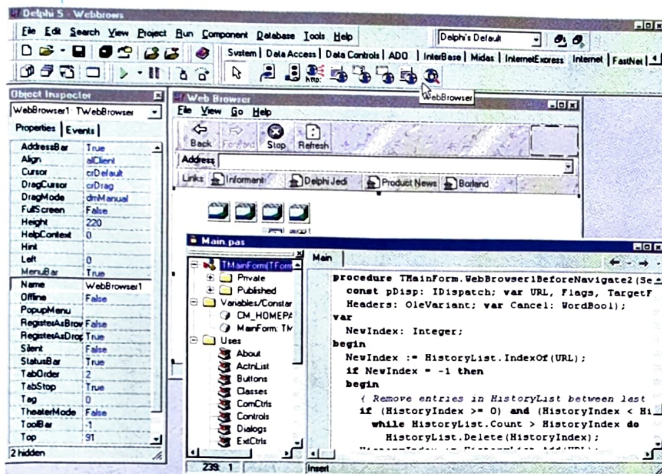 Delphi 5 - Webbrows
File Edit Search View Project Run Component Database Tools Help
Delphi's Default
System Data Access Data Controls ADO InterBase Midas InternetExpress Internet FastNet
http:
WebBrowser
Object Inspector
WebBrowser1 TWebBrowser
Properties Events
AddressBar True
Align alClient
Cursor crDefault
DragCursor crDrag
DragMode dmManual
FullScreen False
Height 220
HelpContext 0
Hint
Left 0
MenuBar True
Name WebBrowser1
Offline False
PopupMenu
RegisterAsBrow False
RegisterAsDrop True
Silent False
StatusBar True
TabOrder 2
TabStop True
Tag 0
TheaterMode False
ToolBar -1
Top 91
2 hidden
Web Browser
File View Go Help
Back Forward Stop Refresh
Address
Links Informant Delphi Jedi Product News Borland
Main.pas
TMainForm(TForm
Private
Published
Variables/Constar
CM_HOMEPA
MainForm: TM
Uses
About
ActnList
Buttons
Classes
ComCtrls
Controls
Dialogs
ExtCtrls
Main
procedure TMainForm.WebBrowser1BeforeNavigate2(Se
const pDisp: IDispatch; var URL, Flags, TargetF
Headers: OleVariant; var Cancel: WordBool);
var
NewIndex: Integer;
begin
NewIndex := HistoryList.IndexOf(URL);
if NewIndex = -1 then
begin
{ Remove entries in HistoryList between last
if (HistoryIndex >= 0) and (HistoryIndex < Hi
while HistoryList.Count > HistoryIndex do
HistoryList.Delete(HistoryIndex);
239: 1 Insert